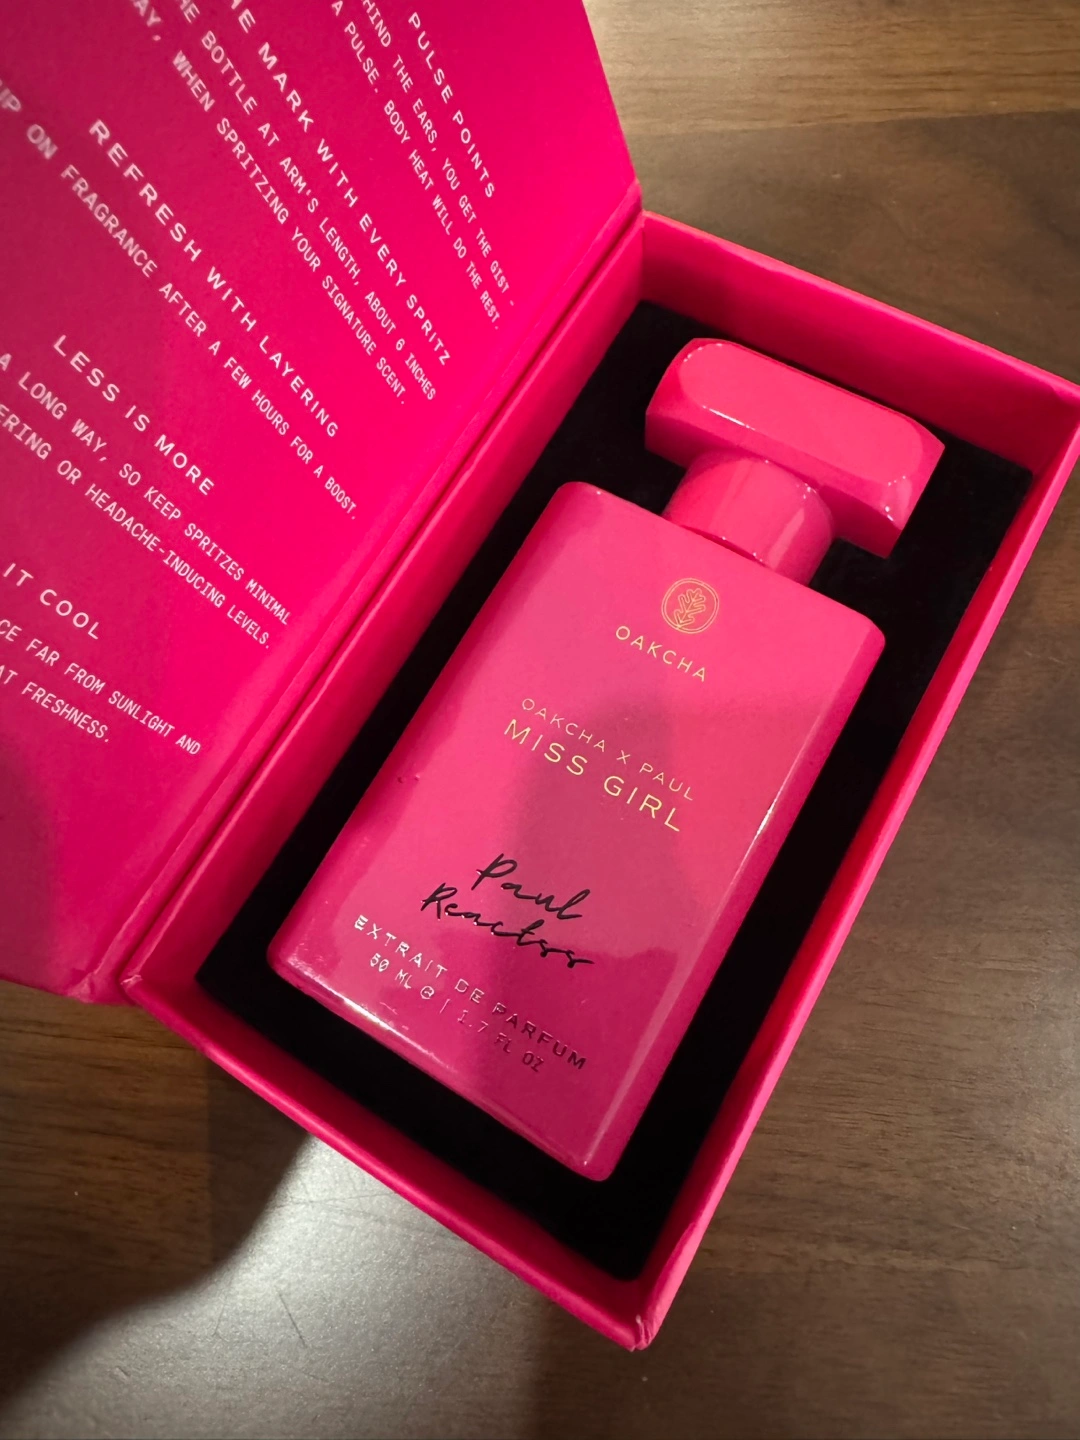 PULSE POINTS
HIND THE EARS, YOU GET THE GIST -
A PULSE. BODY HEAT WILL DO THE REST.
HE MARK WITH EVERY SPRITZ
HE BOTTLE AT ARM'S LENGTH, ABOUT 6 INCHES
AY, WHEN SPRITZING YOUR SIGNATURE SCENT.
REFRESH WITH LAYERING
UP ON FRAGRANCE AFTER A FEW HOURS FOR A BOOST.
LESS IS MORE
A LONG WAY, SO KEEP SPRITZES MINIMAL
ERING OR HEADACHE-INDUCING LEVELS.
IT COOL
CE FAR FROM SUNLIGHT AND
AT FRESHNESS.
OAKCHA
OAKCHA X PAUL
MISS GIRL
Paul
Reactss
EXTRAIT DE PARFUM
50 ML ℮ | 1.7 FL OZ